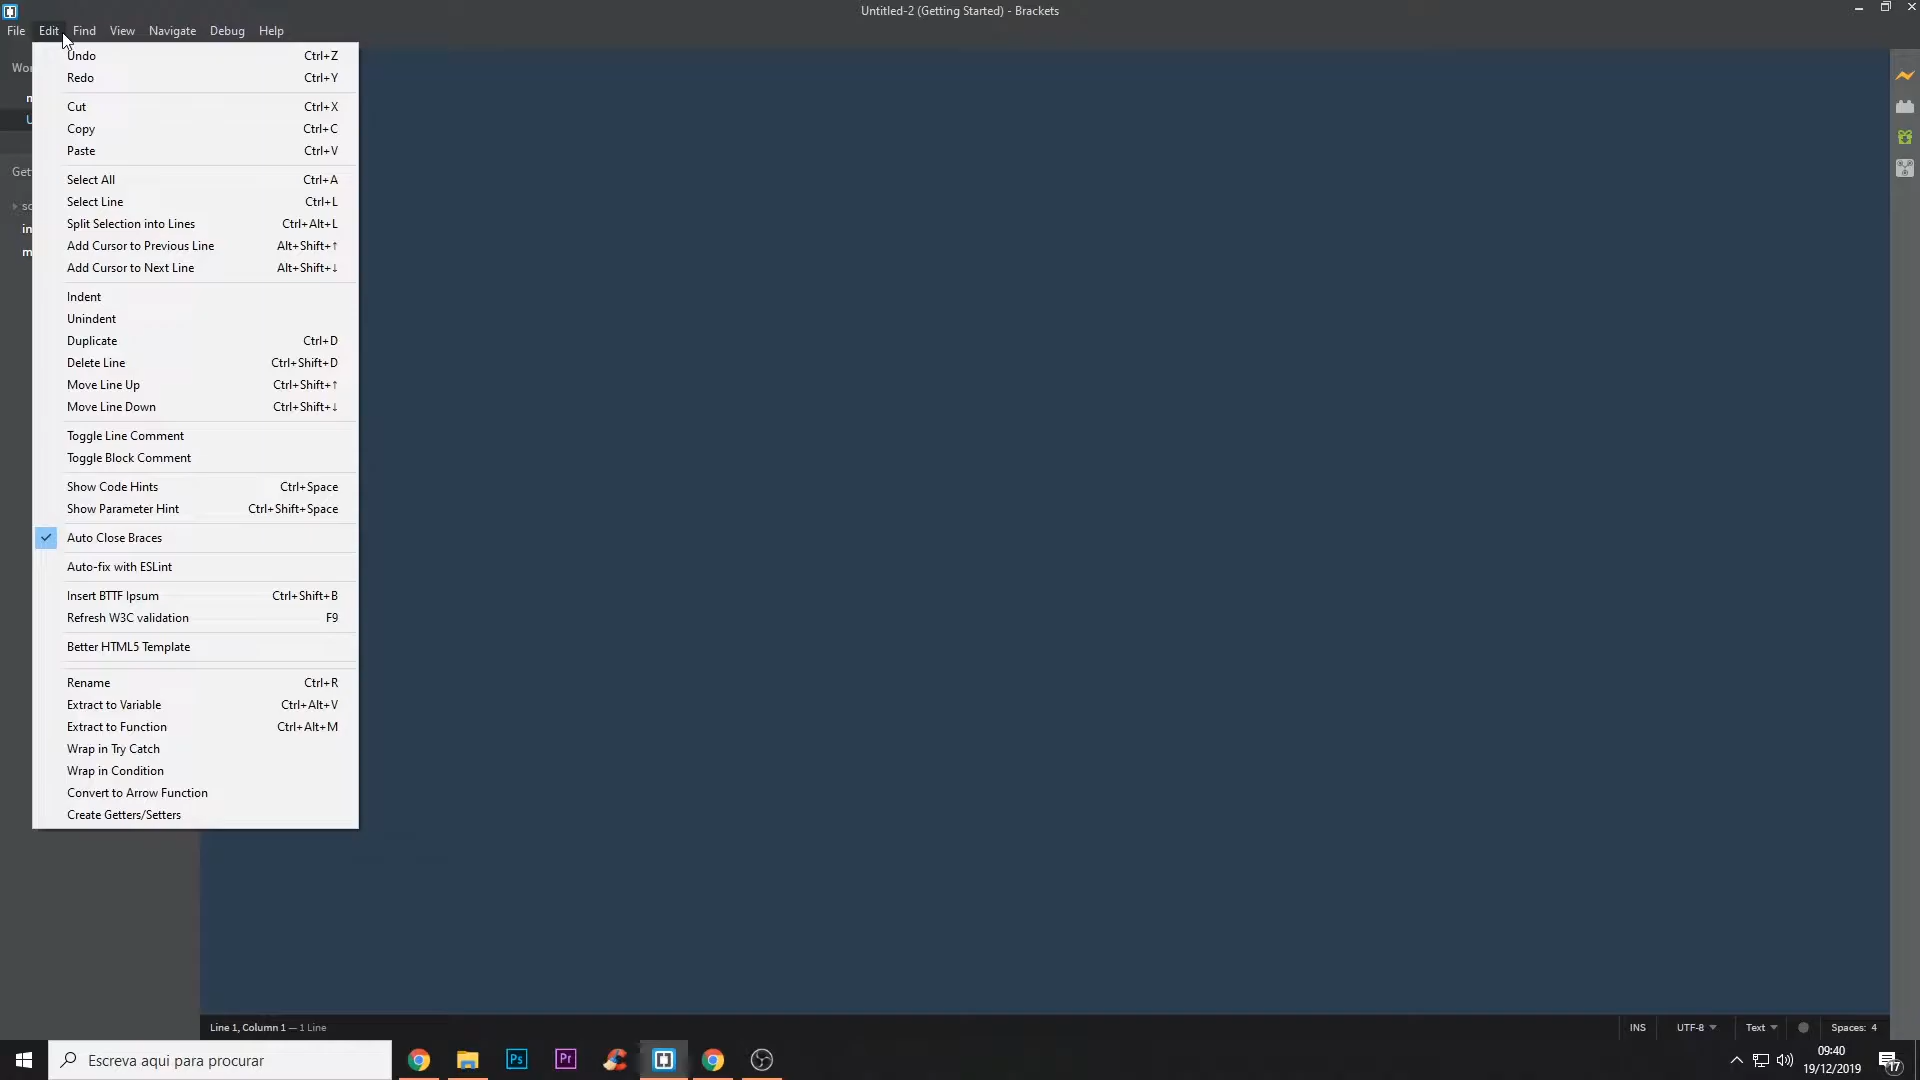 Untitled-2 (Getting Started) - Brackets
File Edit Find View Navigate Debug Help
Undo Ctrl+Z
Redo Ctrl+Y
Cut Ctrl+X
Copy Ctrl+C
Paste Ctrl+V
Select All Ctrl+A
Select Line Ctrl+L
Split Selection into Lines Ctrl+Alt+L
Add Cursor to Previous Line Alt+Shift+↑
Add Cursor to Next Line Alt+Shift+↓
Indent
Unindent
Duplicate Ctrl+D
Delete Line Ctrl+Shift+D
Move Line Up Ctrl+Shift+↑
Move Line Down Ctrl+Shift+↓
Toggle Line Comment
Toggle Block Comment
Show Code Hints Ctrl+Space
Show Parameter Hint Ctrl+Shift+Space
Auto Close Braces
Auto-fix with ESLint
Insert BTTF Ipsum Ctrl+Shift+B
Refresh W3C validation F9
Better HTML5 Template
Rename Ctrl+R
Extract to Variable Ctrl+Alt+V
Extract to Function Ctrl+Alt+M
Wrap in Try Catch
Wrap in Condition
Convert to Arrow Function
Create Getters/Setters
Line 1, Column 1 — 1 Line
INS UTF-8 Text Spaces: 4
Escreva aqui para procurar
Ps
Pr
09:40
19/12/2019
17